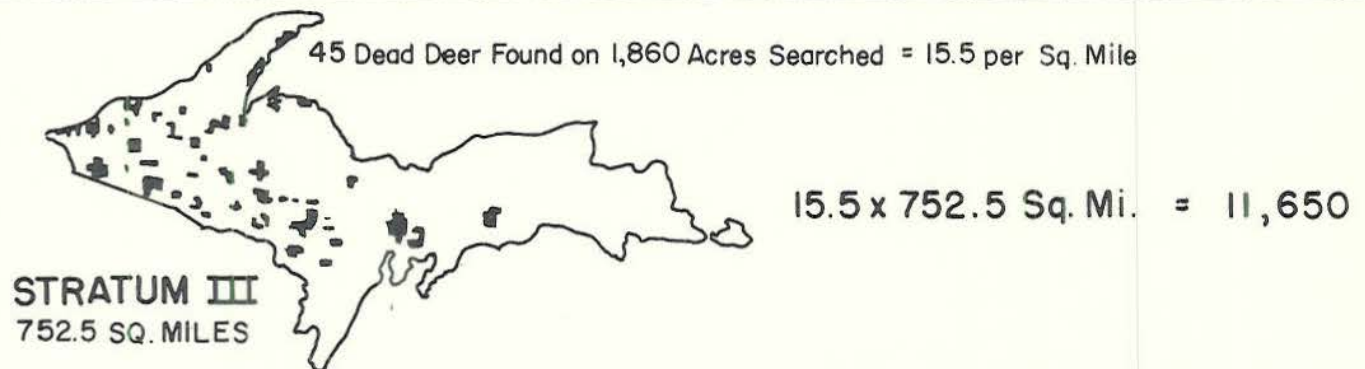 45 Dead Deer Found on 1,860 Acres Searched = 15.5 per Sq. Mile
15.5 x 752.5 Sq. Mi. = 11,650
STRATUM III
752.5 SQ. MILES